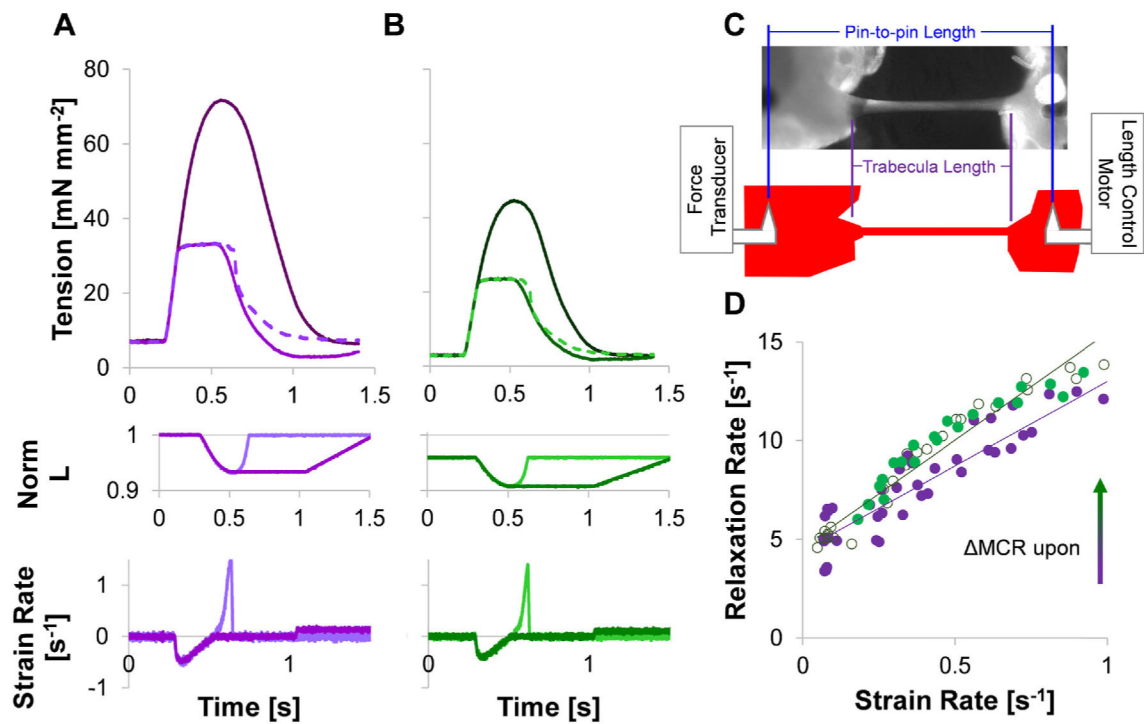 A
B
C
Tension [mN mm-2]
80
60
40
20
0
0
0.5
1
1.5
0
0.5
1
1.5
Norm
L
1
0.9
0
0.5
1
1.5
0
0.5
1
1.5
Strain Rate
[s-1]
1
0
-1
0
1
0
1
Time [s]
Time [s]
Pin-to-pin Length
Trabecula Length
Force
Transducer
Length Control
Motor
D
Relaxation Rate [s-1]
15
10
5
0
0
0.5
1
ΔMCR upon
Strain Rate [s-1]